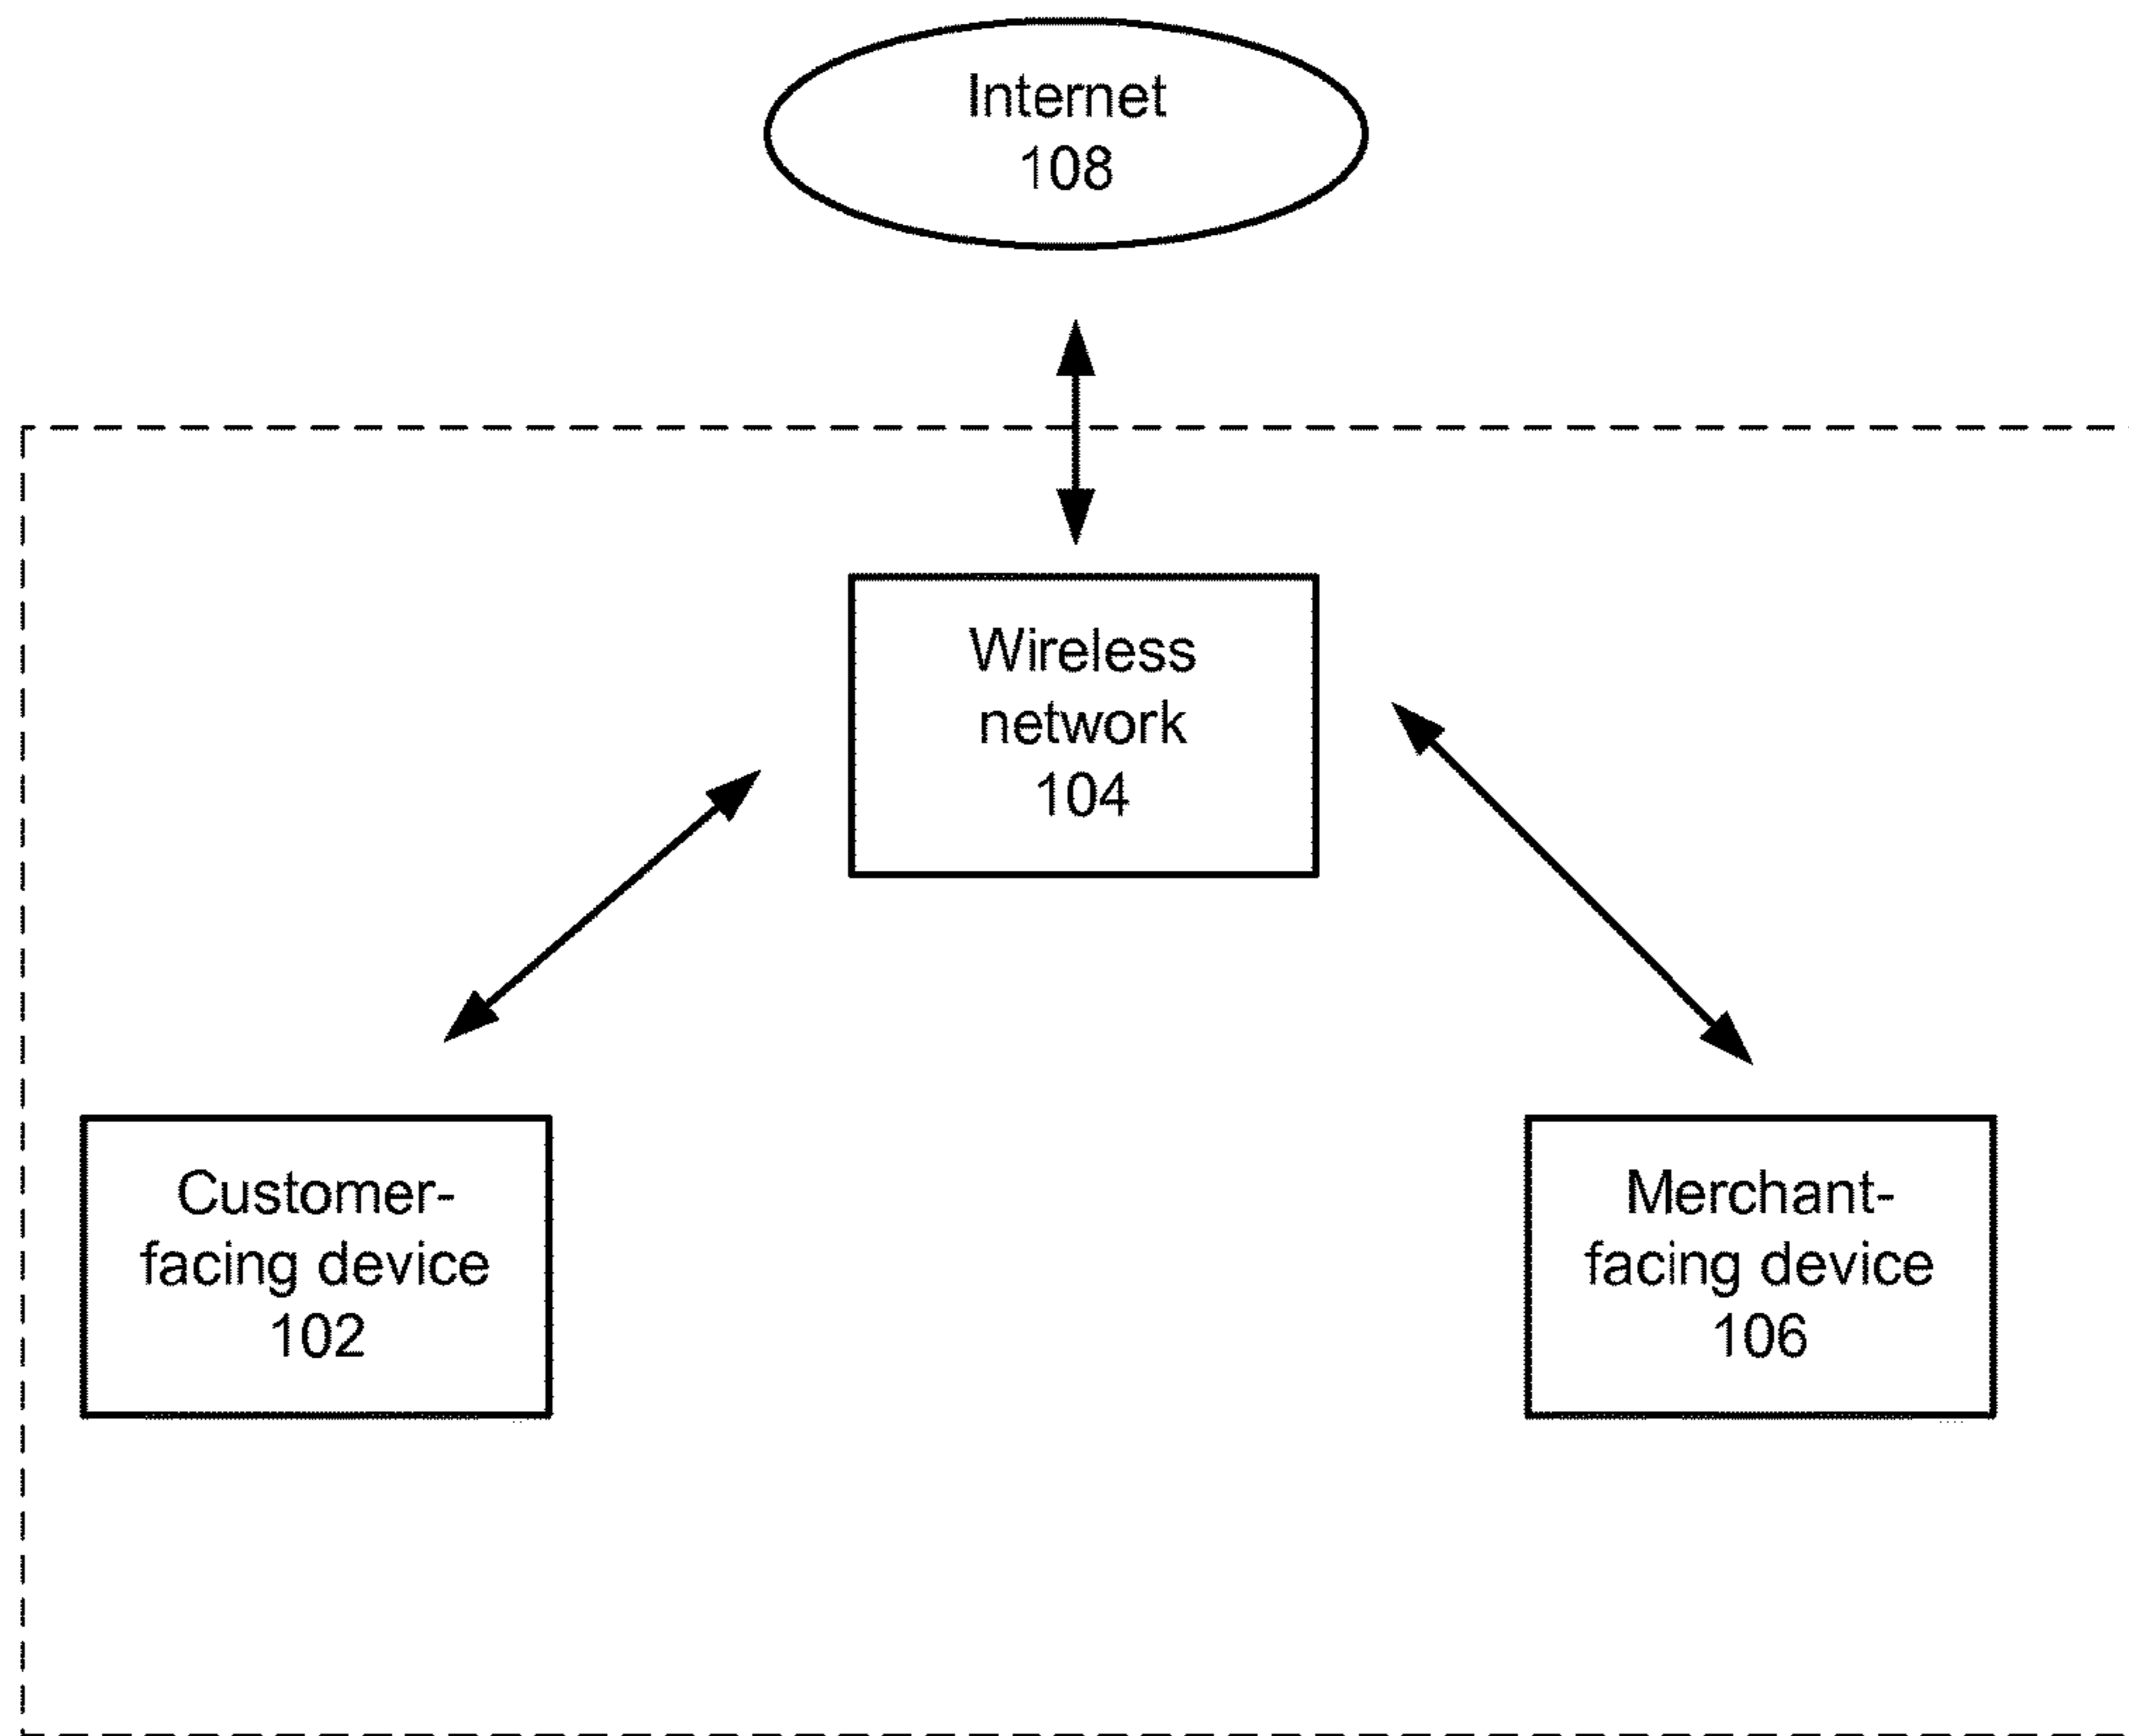 Internet
108
Wireless
network
104
Customer-
facing device
102
Merchant-
facing device
106